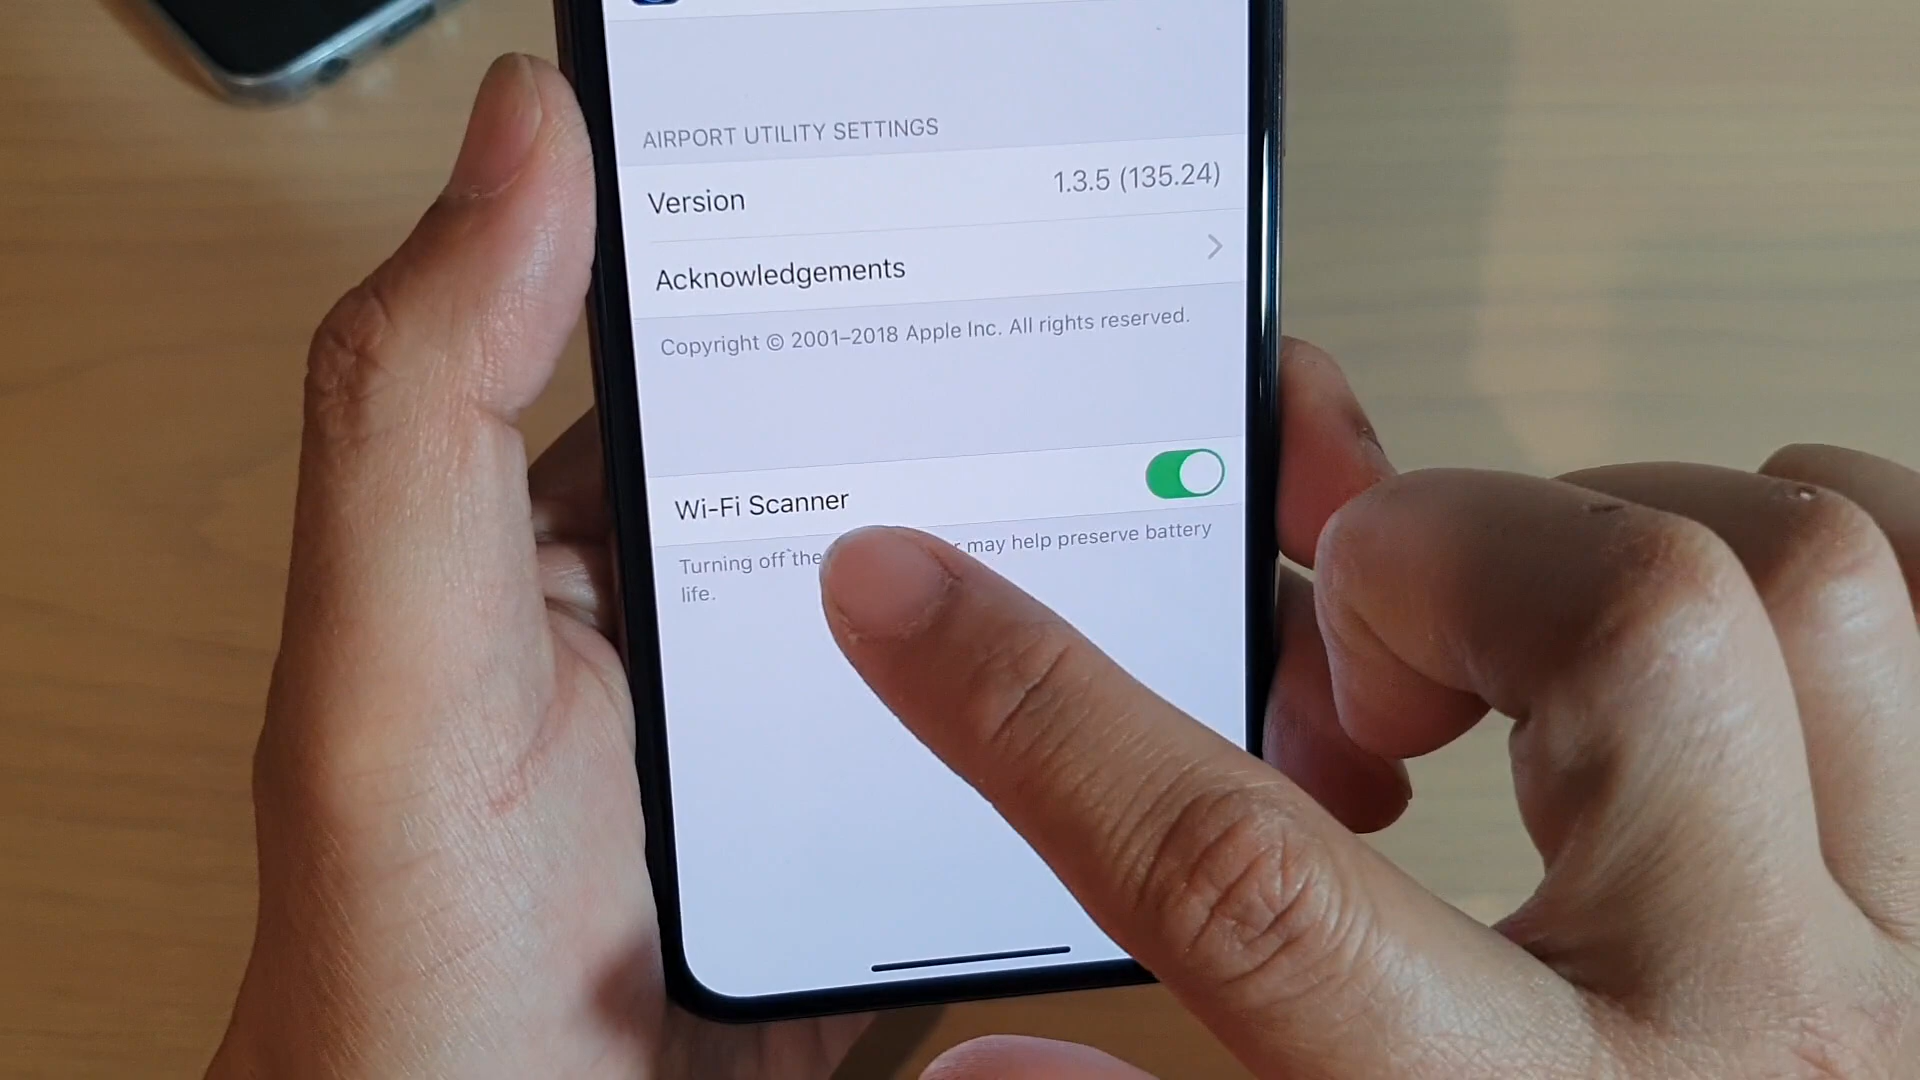 AIRPORT UTILITY SETTINGS
Version 1.3.5 (135.24)
Acknowledgements
Copyright © 2001–2018 Apple Inc. All rights reserved.
Wi-Fi Scanner
Turning off the may help preserve battery
life.